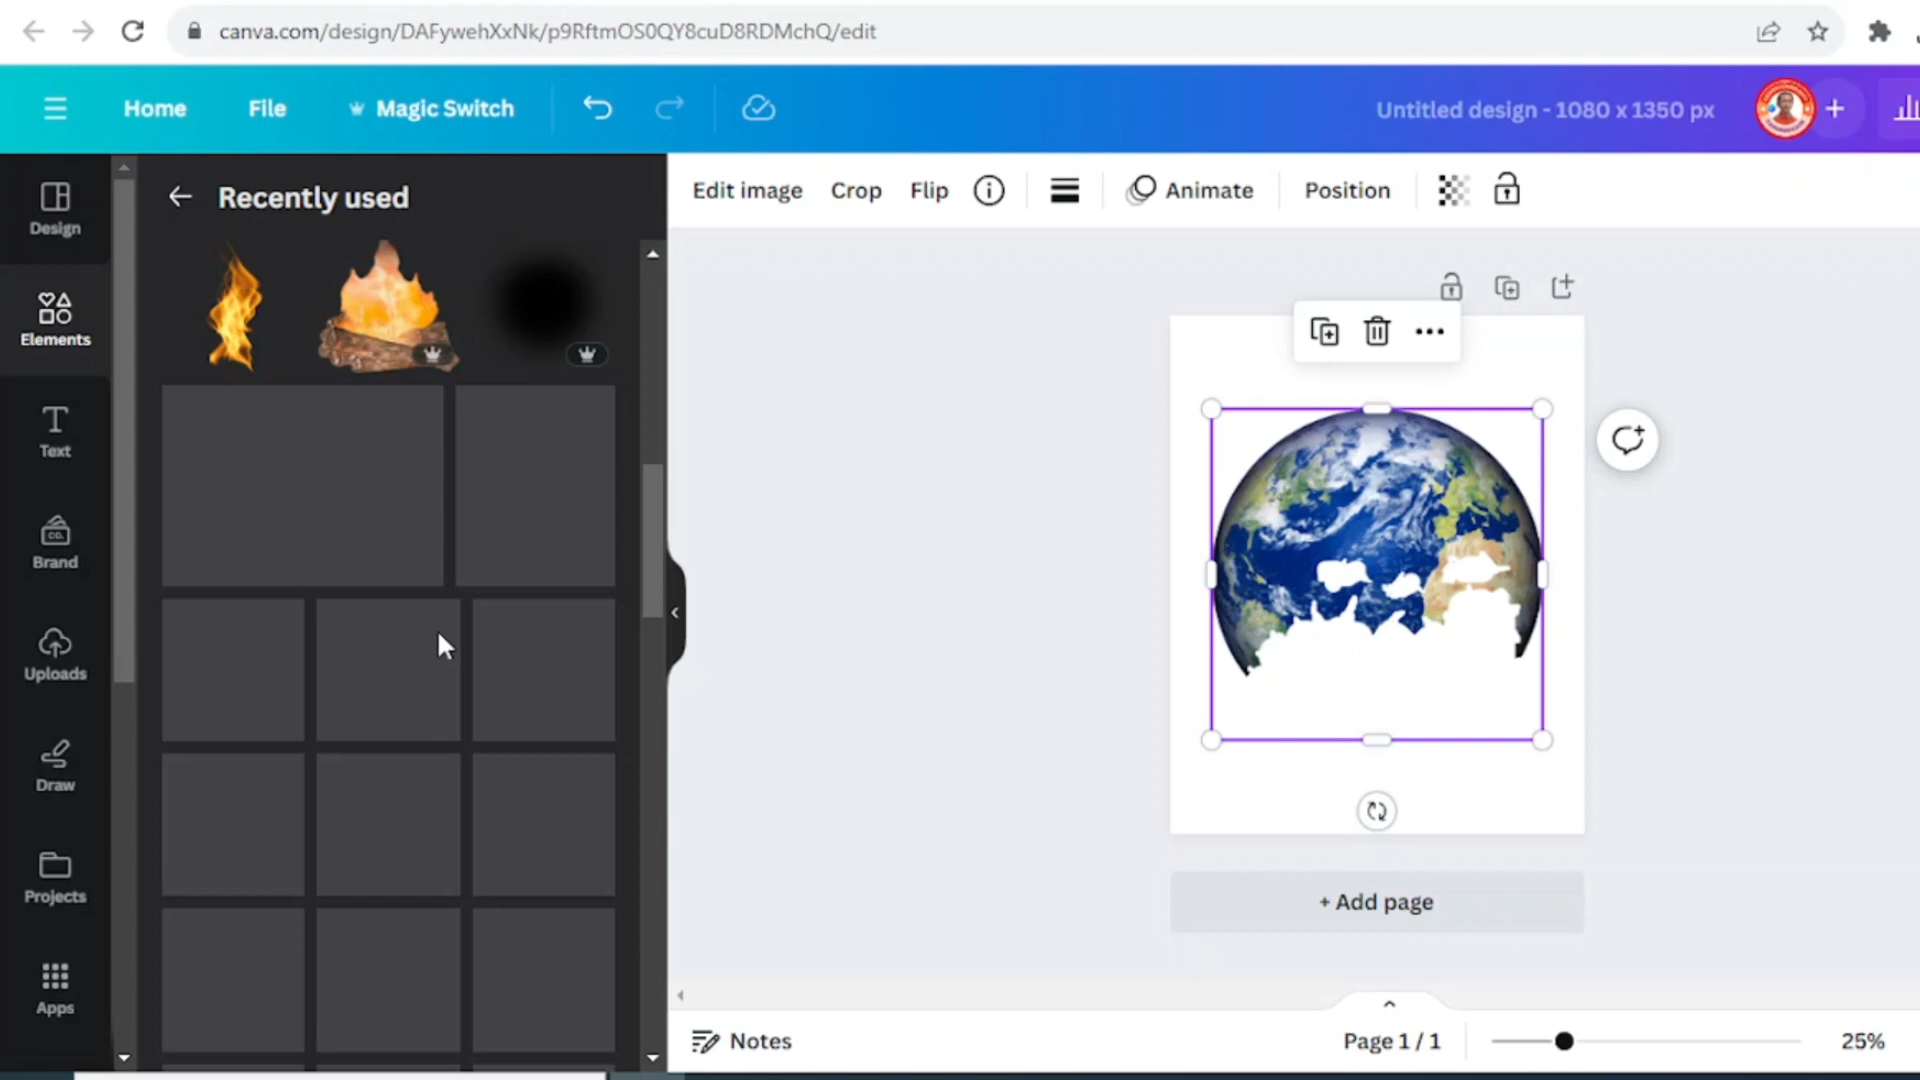 canva.com/design/DAFywehXxNk/p9RftmOS0QY8cuD8RDMchQ/edit
Home File Magic Switch Untitled design - 1080 x 1350 px
Design
Elements
Text
CO.
Brand
Uploads
Draw
Projects
Apps
Recently used
Edit image Crop Flip Animate Position
+ Add page
Notes Page 1 / 1 25%